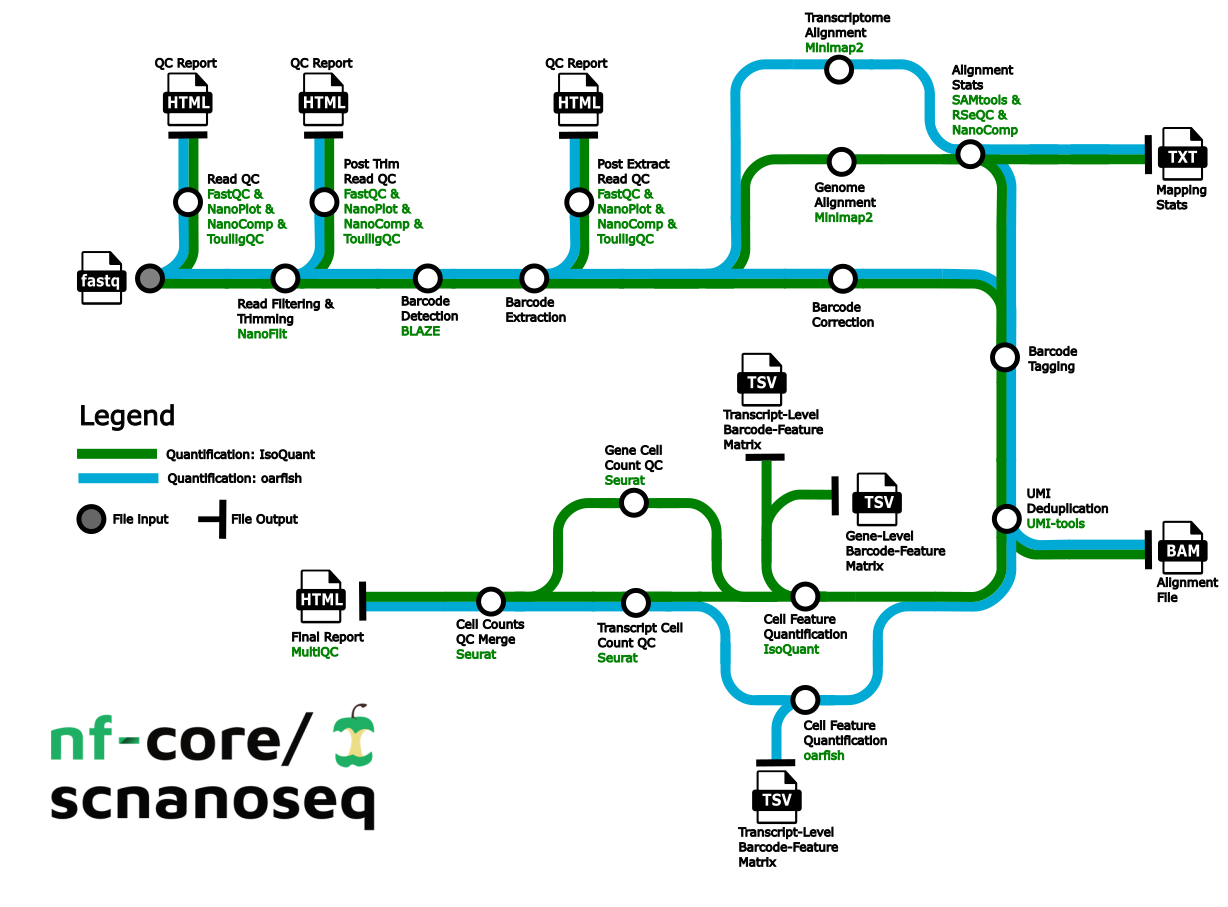 QC Report
HTML
Read QC
FastQC &
NanoPlot &
NanoComp &
ToulligQC
QC Report
HTML
Post Trim
Read QC
FastQC &
NanoPlot &
NanoComp &
ToulligQC
QC Report
HTML
Post Extract
Read QC
FastQC &
NanoPlot &
NanoComp &
ToulligQC
Transcriptome
Alignment
Minimap2
Alignment
Stats
SAMtools &
RSeQC &
NanoComp
TXT
Mapping
Stats
Genome
Alignment
Minimap2
fastq
Read Filtering &
Trimming
NanoFilt
Barcode
Detection
BLAZE
Barcode
Extraction
Barcode
Correction
Barcode
Tagging
Legend
Quantification: IsoQuant
Quantification: oarfish
File Input
File Output
TSV
Transcript-Level
Barcode-Feature
Matrix
TSV
Gene-Level
Barcode-Feature
Matrix
Gene Cell
Count QC
Seurat
UMI
Deduplication
UMI-tools
BAM
Alignment
File
HTML
Final Report
MultiQC
Cell Counts
QC Merge
Seurat
Transcript Cell
Count QC
Seurat
Cell Feature
Quantification
IsoQuant
Cell Feature
Quantification
oarfish
TSV
Transcript-Level
Barcode-Feature
Matrix
nf-core/
scnanoseq